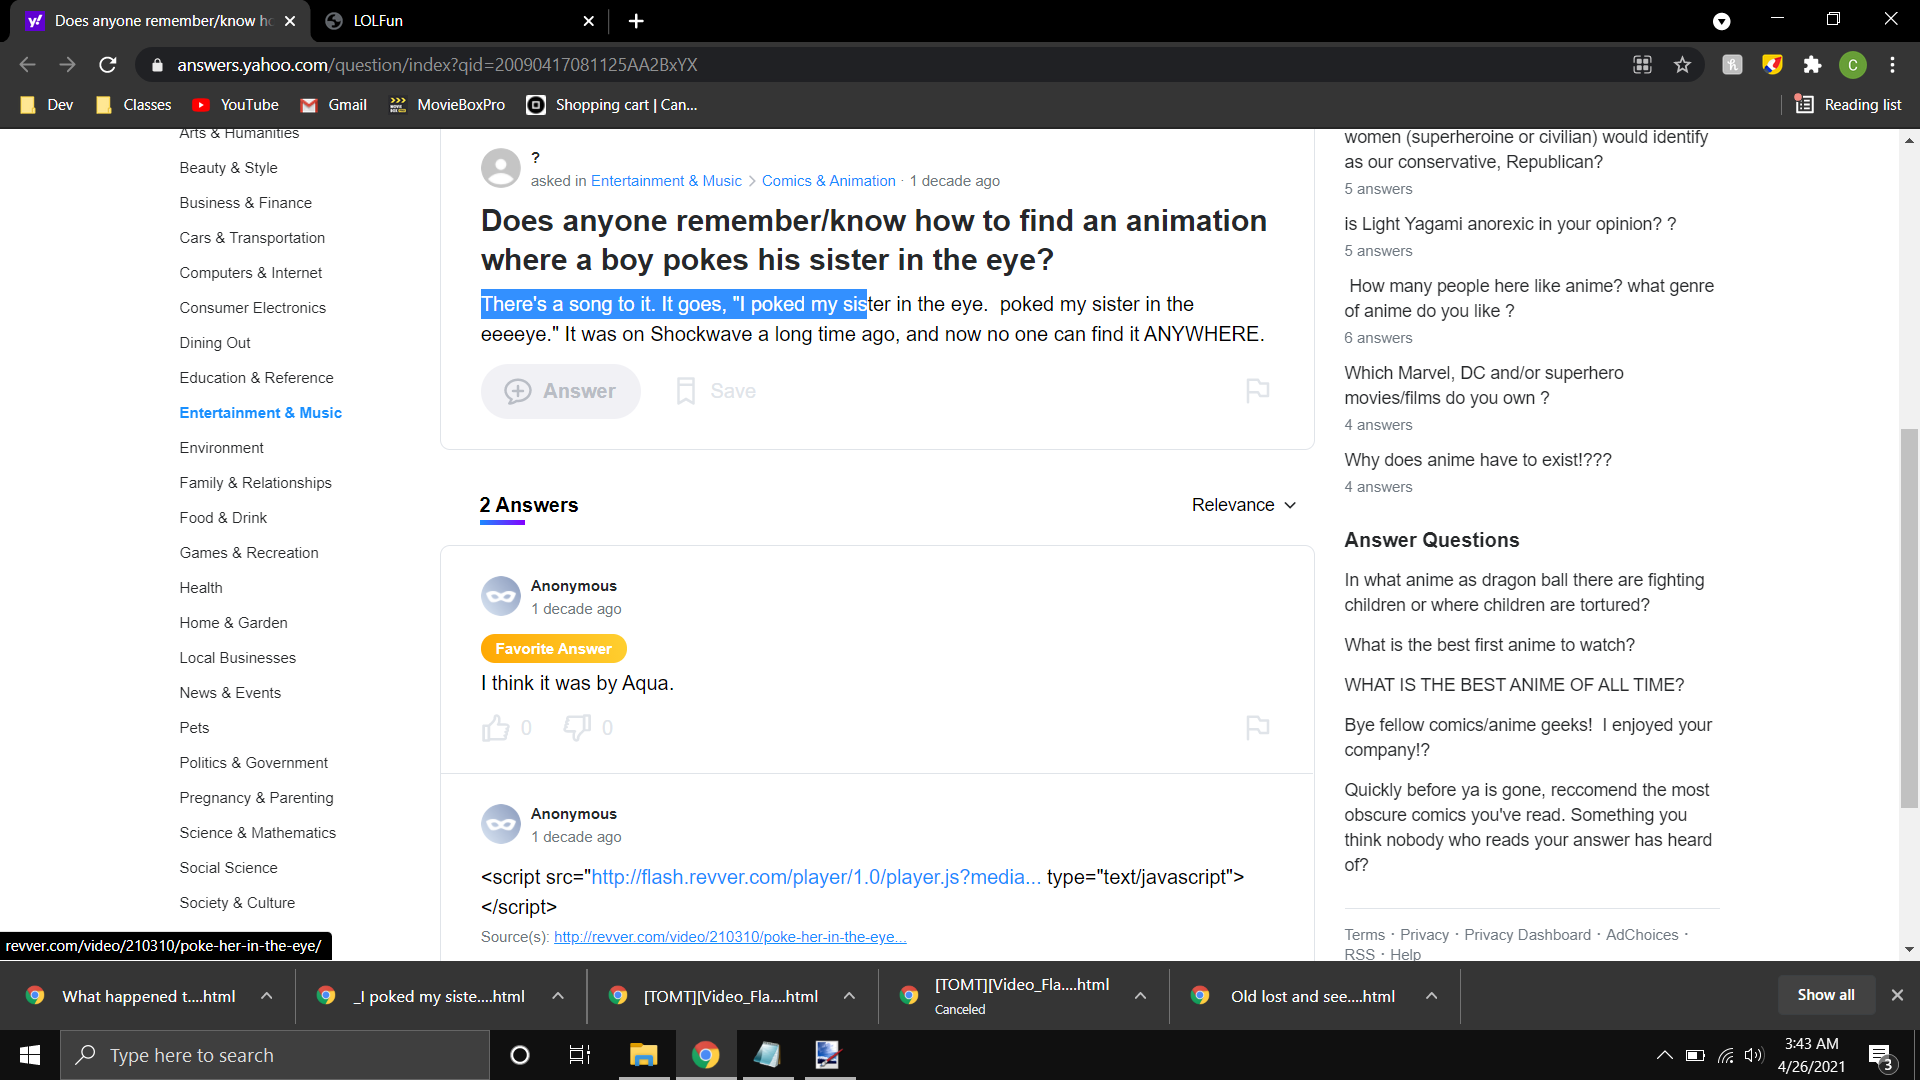 Does anyone remember/know ho
LOLFun
answers.yahoo.com/question/index?qid=20090417081125AA2BxYX
C
Dev
Classes
YouTube
Gmail
MovieBoxPro
Shopping cart | Can...
Reading list
Arts & Humanities
Beauty & Style
Business & Finance
Cars & Transportation
Computers & Internet
Consumer Electronics
Dining Out
Education & Reference
Entertainment & Music
Environment
Family & Relationships
Food & Drink
Games & Recreation
Health
Home & Garden
Local Businesses
News & Events
Pets
Politics & Government
Pregnancy & Parenting
Science & Mathematics
Social Science
Society & Culture
revver.com/video/210310/poke-her-in-the-eye/
?
asked in Entertainment & Music > Comics & Animation · 1 decade ago
Does anyone remember/know how to find an animation
where a boy pokes his sister in the eye?
There's a song to it. It goes, "I poked my sister in the eye.  poked my sister in the
eeeeye." It was on Shockwave a long time ago, and now no one can find it ANYWHERE.
Answer
Save
2 Answers
Relevance
Anonymous
1 decade ago
Favorite Answer
I think it was by Aqua.
0
0
Anonymous
1 decade ago
<script src="http://flash.revver.com/player/1.0/player.js?media... type="text/javascript">
</script>
Source(s): http://revver.com/video/210310/poke-her-in-the-eye...
women (superheroine or civilian) would identify
as our conservative, Republican?
5 answers
is Light Yagami anorexic in your opinion? ?
5 answers
How many people here like anime? what genre
of anime do you like ?
6 answers
Which Marvel, DC and/or superhero
movies/films do you own ?
4 answers
Why does anime have to exist!???
4 answers
Answer Questions
In what anime as dragon ball there are fighting
children or where children are tortured?
What is the best first anime to watch?
WHAT IS THE BEST ANIME OF ALL TIME?
Bye fellow comics/anime geeks!  I enjoyed your
company!?
Quickly before ya is gone, reccomend the most
obscure comics you've read. Something you
think nobody who reads your answer has heard
of?
Terms · Privacy · Privacy Dashboard · AdChoices ·
RSS · Help
What happened t....html
_I poked my siste....html
[TOMT][Video_Fla....html
[TOMT][Video_Fla....html
Canceled
Old lost and see....html
Show all
Type here to search
3:43 AM
4/26/2021
3